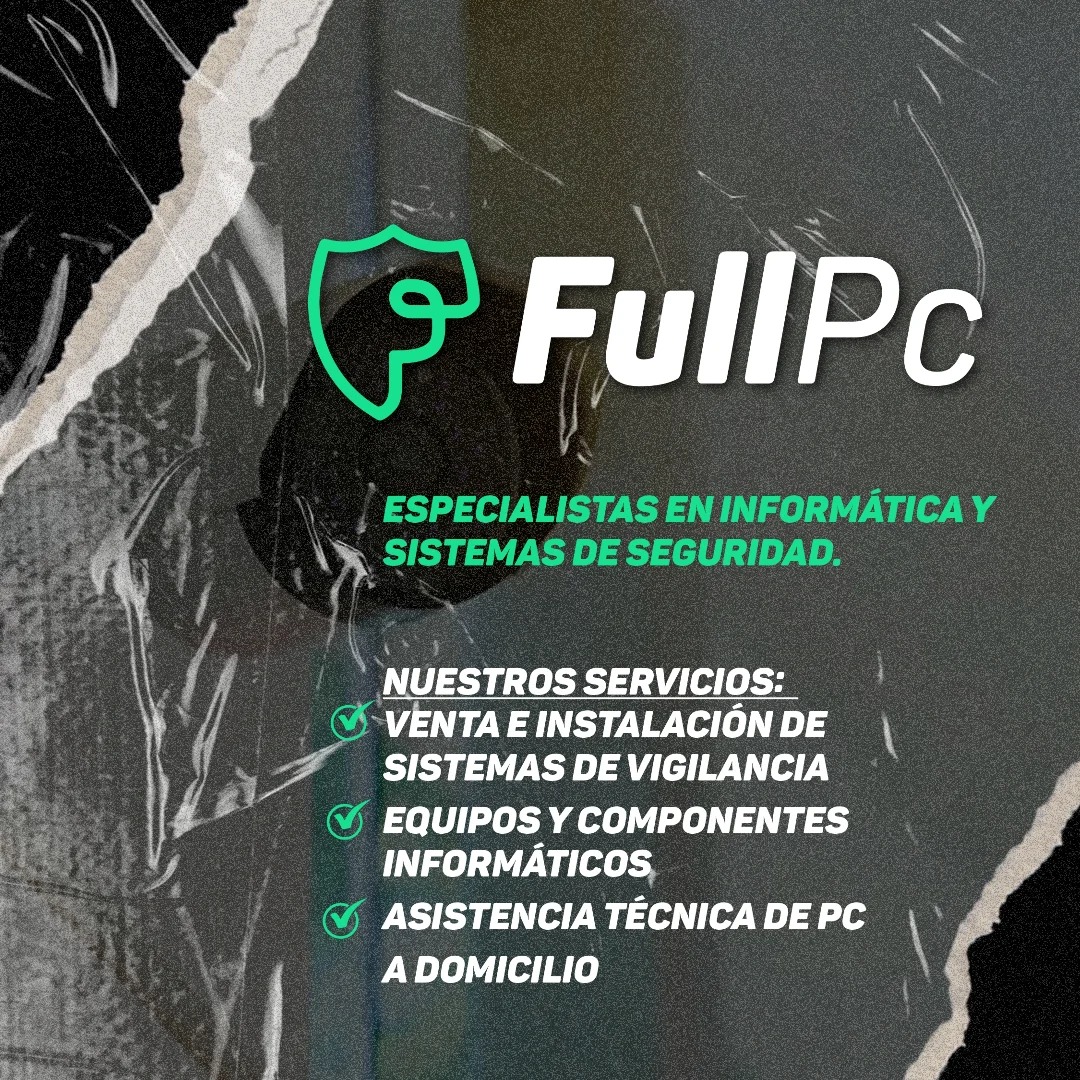 FullPc
ESPECIALISTAS EN INFORMÁTICA Y
SISTEMAS DE SEGURIDAD.
NUESTROS SERVICIOS:
VENTA E INSTALACIÓN DE
SISTEMAS DE VIGILANCIA
EQUIPOS Y COMPONENTES
INFORMÁTICOS
ASISTENCIA TÉCNICA DE PC
A DOMICILIO